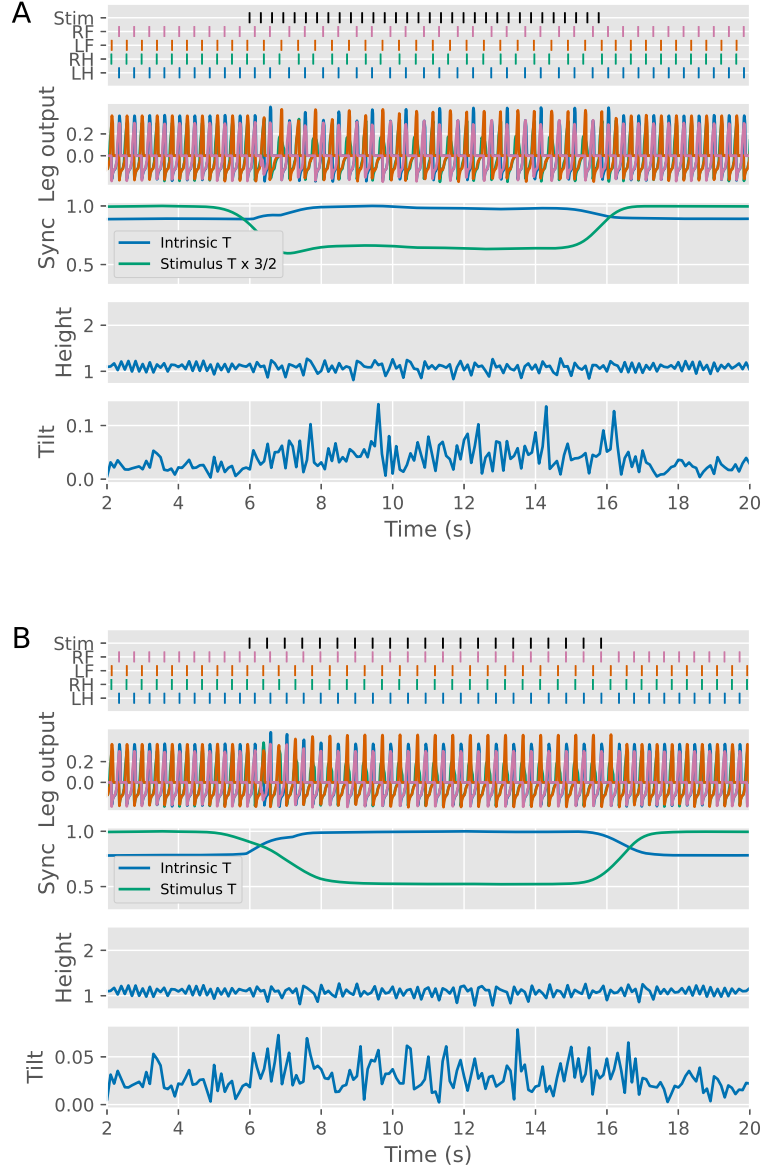 A
Stim
RF
LF
RH
LH
Leg output
0.2
0.0
Sync
1.0
0.5
Intrinsic T
Stimulus T x 3/2
Height
2
1
Tilt
0.1
0.0
2 4 6 8 10 12 14 16 18 20
Time (s)
B
Stim
RF
LF
RH
LH
Leg output
0.2
0.0
Sync
1.0
0.5
Intrinsic T
Stimulus T
Height
2
1
Tilt
0.05
0.00
2 4 6 8 10 12 14 16 18 20
Time (s)